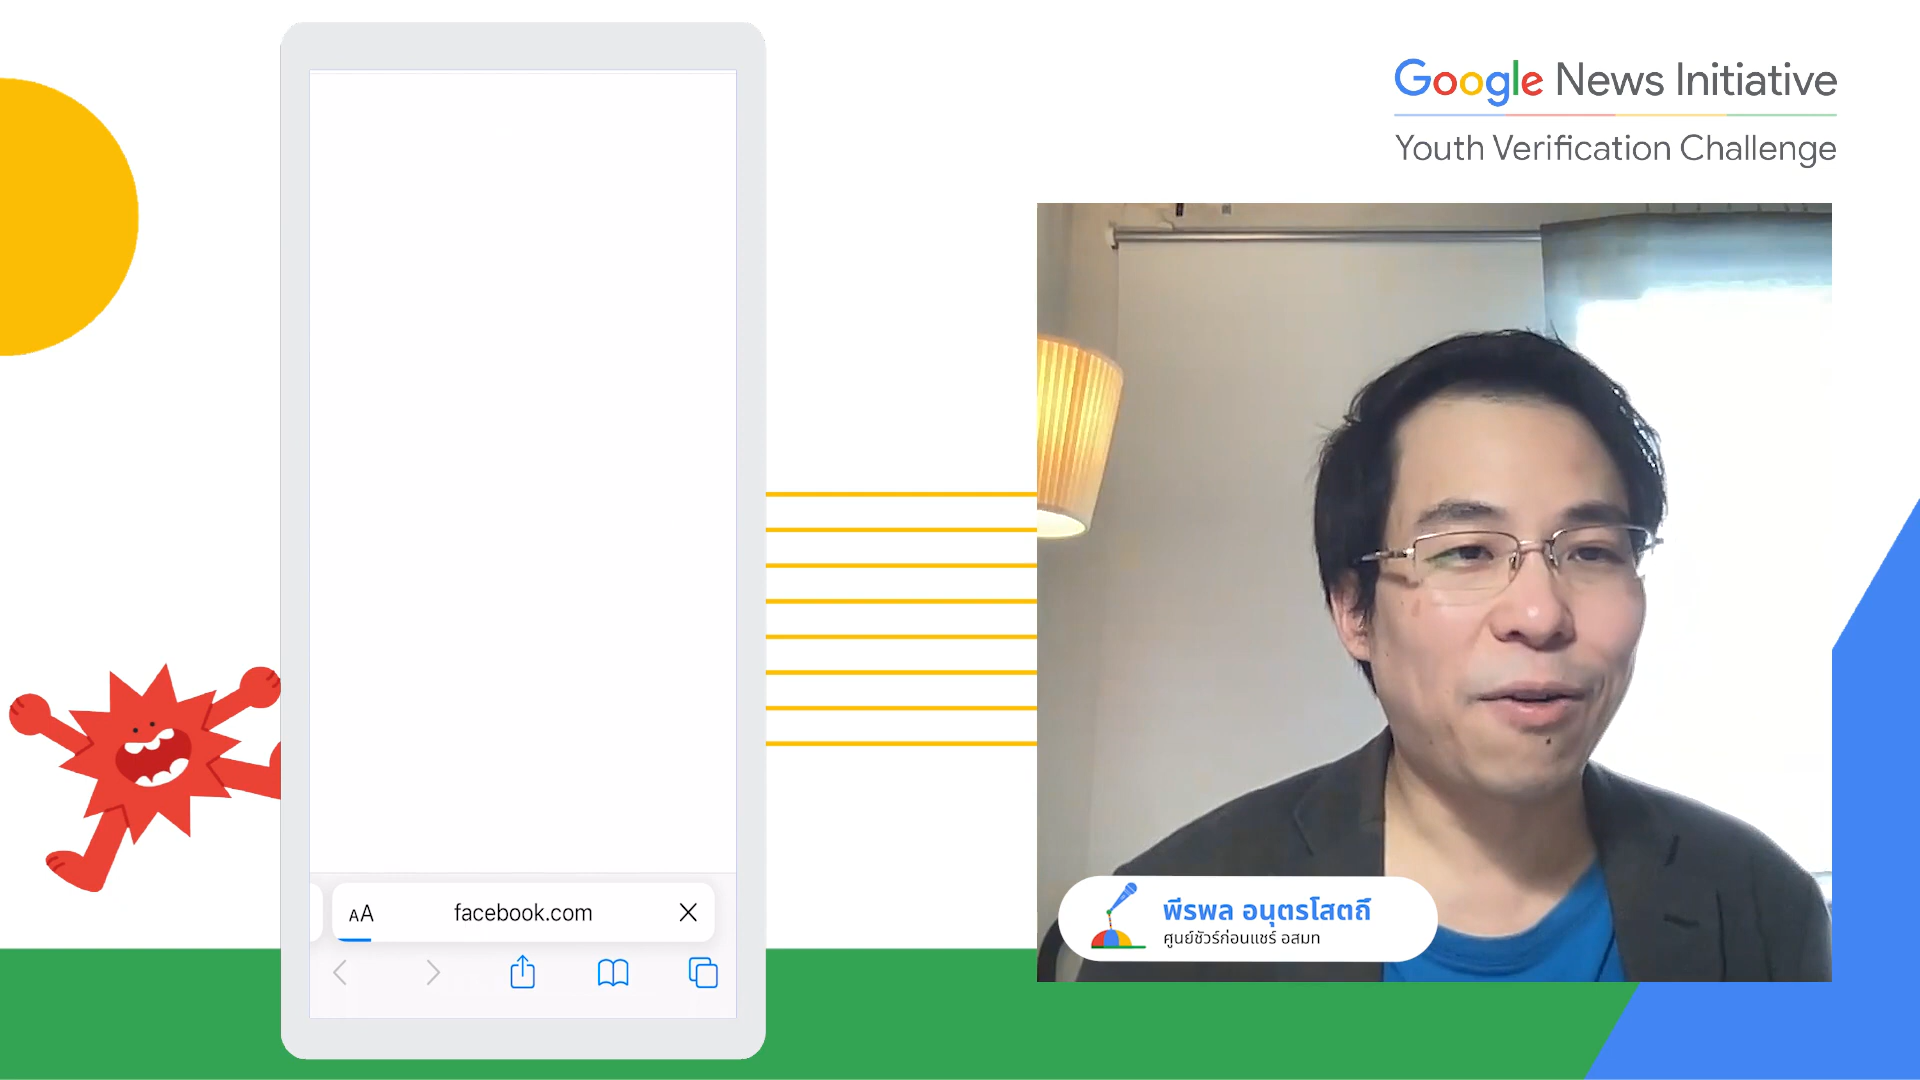 Google News Initiative
Youth Verification Challenge
AA
facebook.com
พีรพล อนุตรโสตถิ์
ศูนย์ชัวร์ก่อนแชร์ อสมท